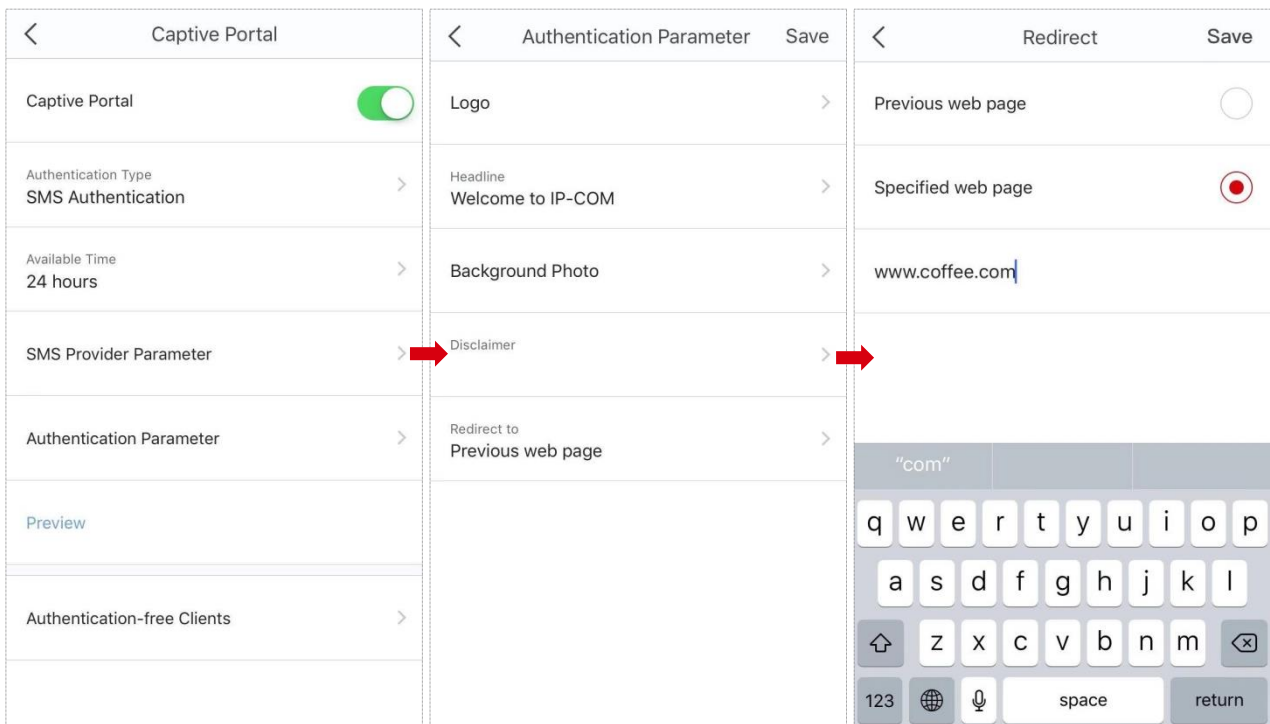 Captive Portal
Captive Portal
Authentication Type
SMS Authentication
Available Time
24 hours
SMS Provider Parameter
Authentication Parameter
Preview
Authentication-free Clients
Authentication Parameter Save
Logo
Headline
Welcome to IP-COM
Background Photo
Disclaimer
Redirect to
Previous web page
Redirect Save
Previous web page
Specified web page
www.coffee.com
"com"
q w e r t y u i o p
a s d f g h j k l
z x c v b n m
123 space return